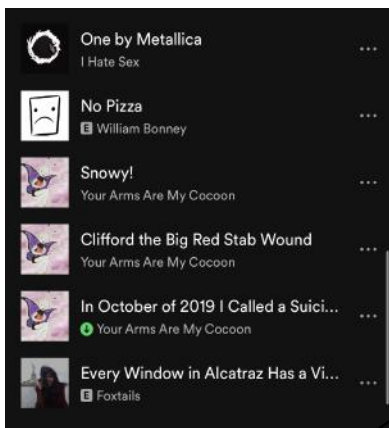 One by Metallica
I Hate Sex
No Pizza
E William Bonney
Snowy!
Your Arms Are My Cocoon
Clifford the Big Red Stab Wound
Your Arms Are My Cocoon
In October of 2019 I Called a Suici...
Your Arms Are My Cocoon
Every Window in Alcatraz Has a Vi...
E Foxtails